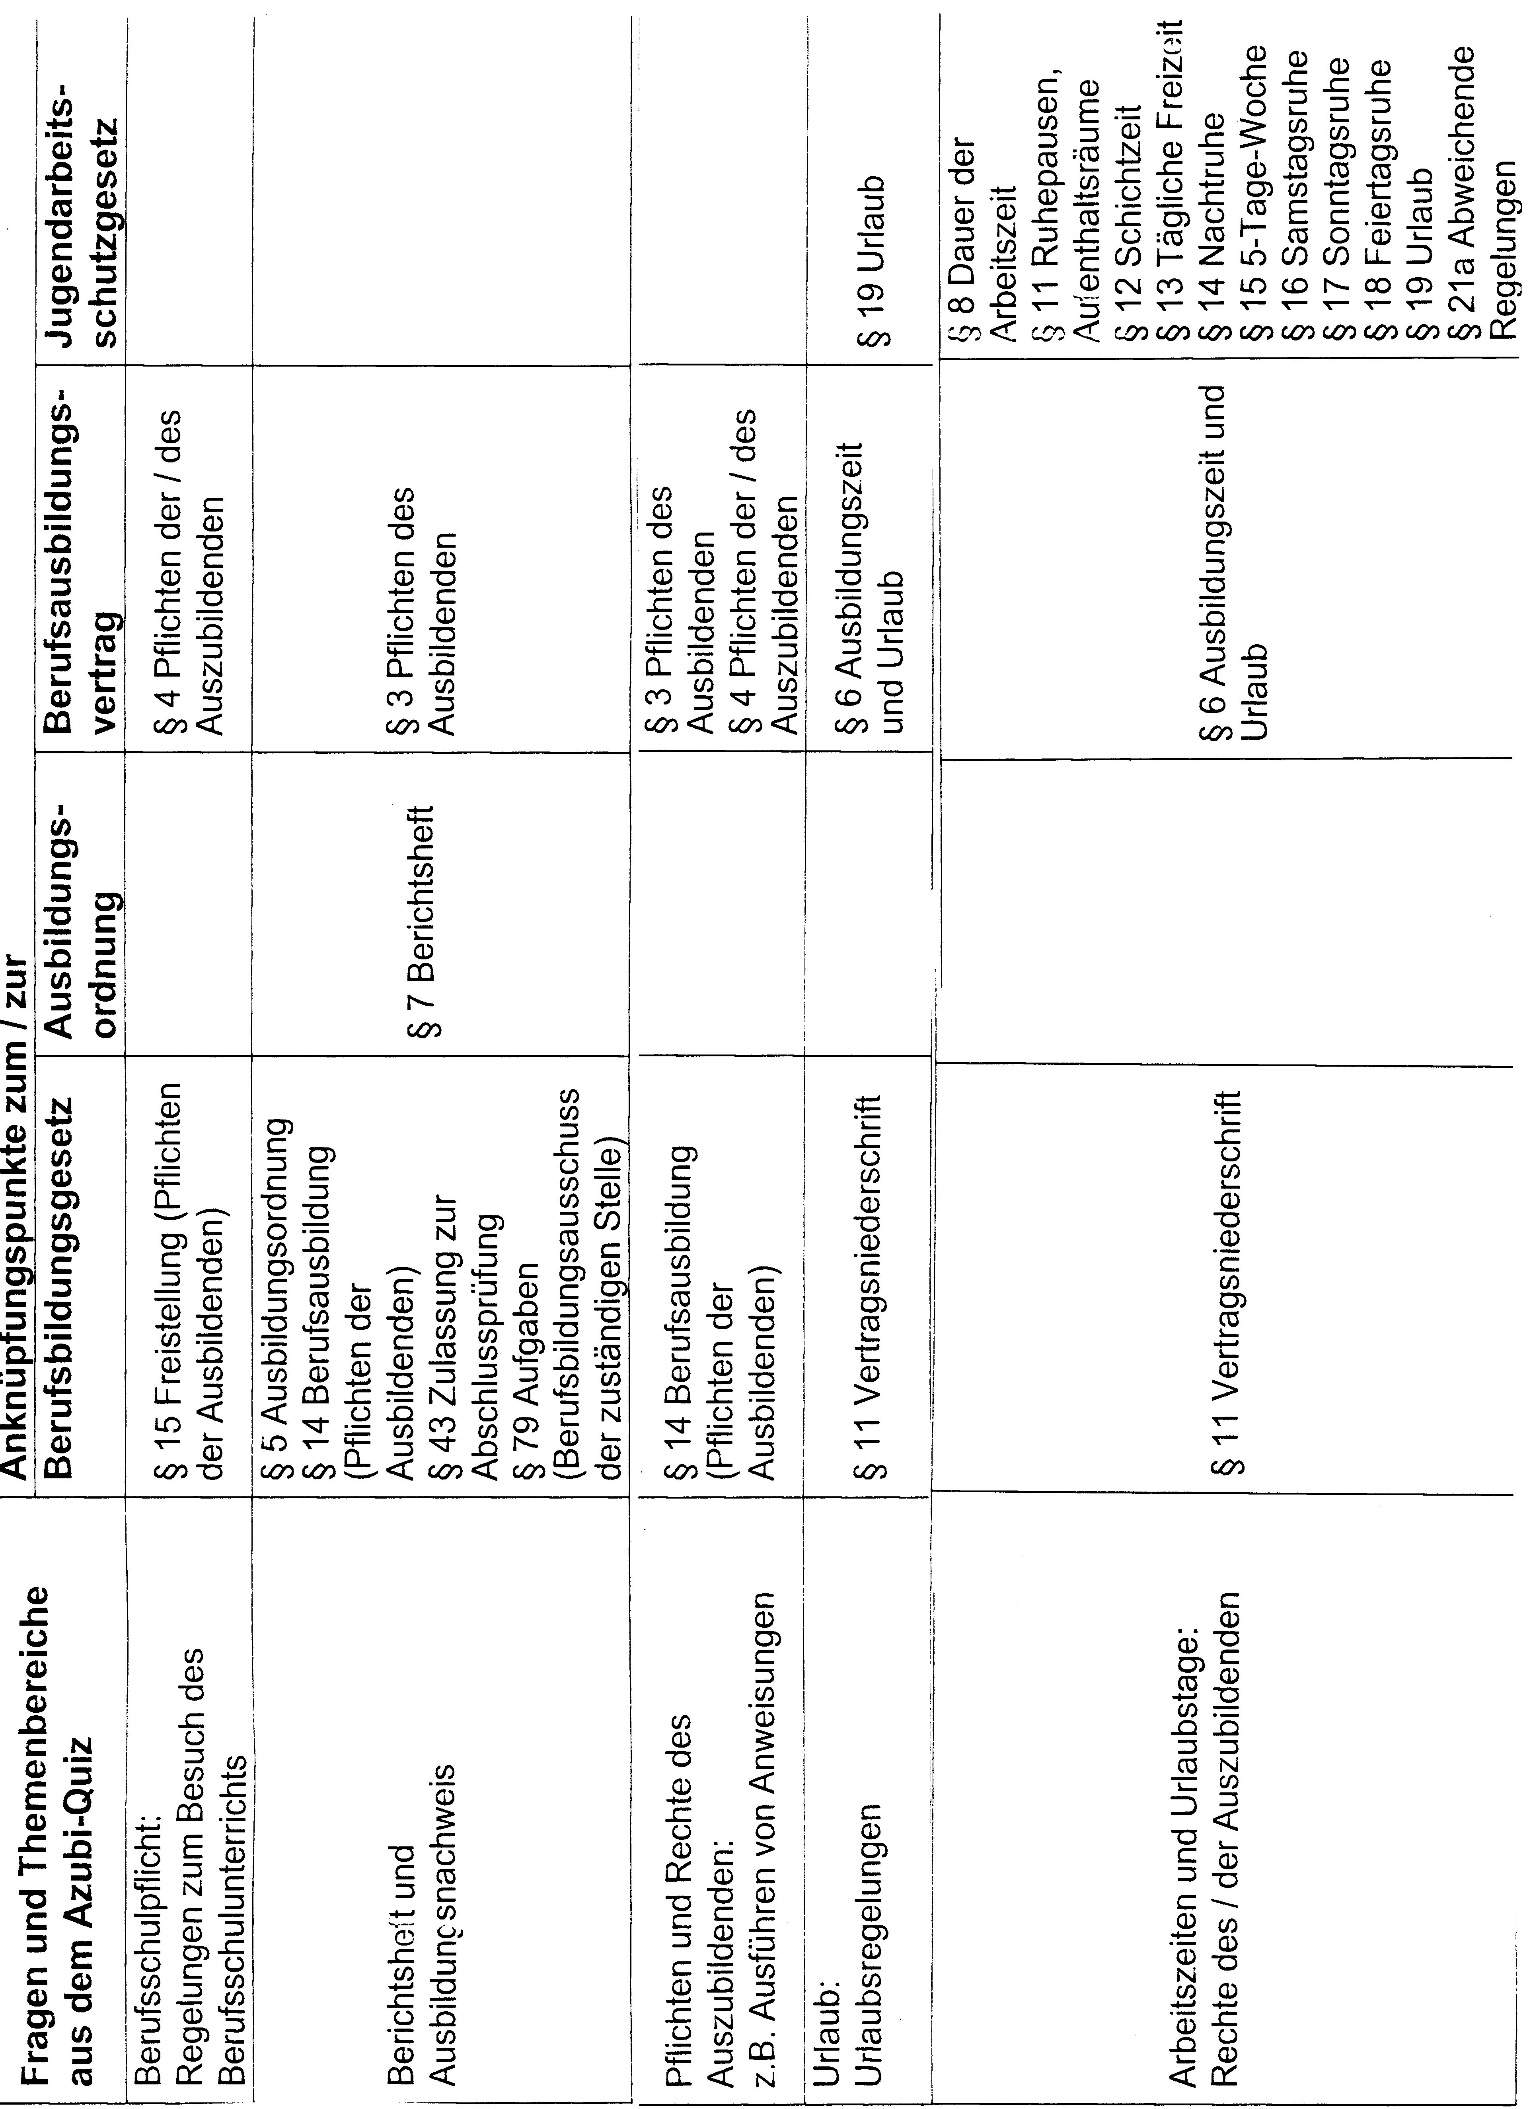 Anknüpfungspunkte zum / zur
Fragen und Themenbereiche
aus dem Azubi-Quiz
Berufsbildungsgesetz
Ausbildungs-
ordnung
Berufsausbildungs-
vertrag
Jugendarbeits-
schutzgesetz
Berufsschulpflicht:
Regelungen zum Besuch des
Berufsschulunterrichts
§ 15 Freistellung (Pflichten
der Ausbildenden)
§ 4 Pflichten der / des
Auszubildenden
Berichtsheft und
Ausbildungsnachweis
§ 5 Ausbildungsordnung
§ 14 Berufsausbildung
(Pflichten der
Ausbildenden)
§ 43 Zulassung zur
Abschlussprüfung
§ 79 Aufgaben
(Berufsbildungsausschuss
der zuständigen Stelle)
§ 7 Berichtsheft
§ 3 Pflichten des
Ausbildenden
Pflichten und Rechte des
Auszubildenden:
z.B. Ausführen von Anweisungen
§ 14 Berufsausbildung
(Pflichten der
Ausbildenden)
§ 3 Pflichten des
Ausbildenden
§ 4 Pflichten der / des
Auszubildenden
Urlaub:
Urlaubsregelungen
§ 11 Vertragsniederschrift
§ 6 Ausbildungszeit
und Urlaub
§ 19 Urlaub
Arbeitszeiten und Urlaubstage:
Rechte des / der Auszubildenden
§ 11 Vertragsniederschrift
§ 6 Ausbildungszeit und
Urlaub
§ 8 Dauer der
Arbeitszeit
§ 11 Ruhepausen,
Aufenthaltsräume
§ 12 Schichtzeit
§ 13 Tägliche Freizeit
§ 14 Nachtruhe
§ 15 5-Tage-Woche
§ 16 Samstagsruhe
§ 17 Sonntagsruhe
§ 18 Feiertagsruhe
§ 19 Urlaub
§ 21a Abweichende
Regelungen